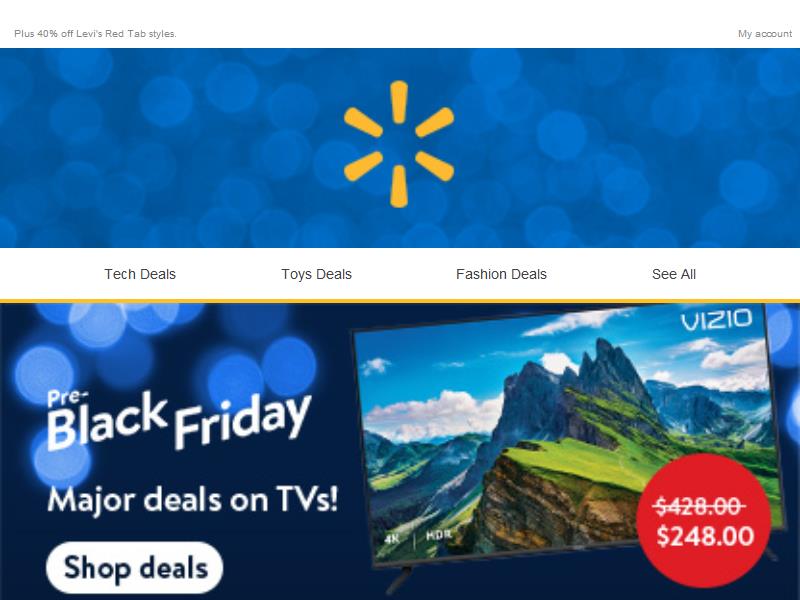 Plus 40% off Levi's Red Tab styles.
My account
Tech Deals
Toys Deals
Fashion Deals
See All
VIZIO
Pre-
Black Friday
Major deals on TVs!
Shop deals
4K | HDR
$428.00
$248.00